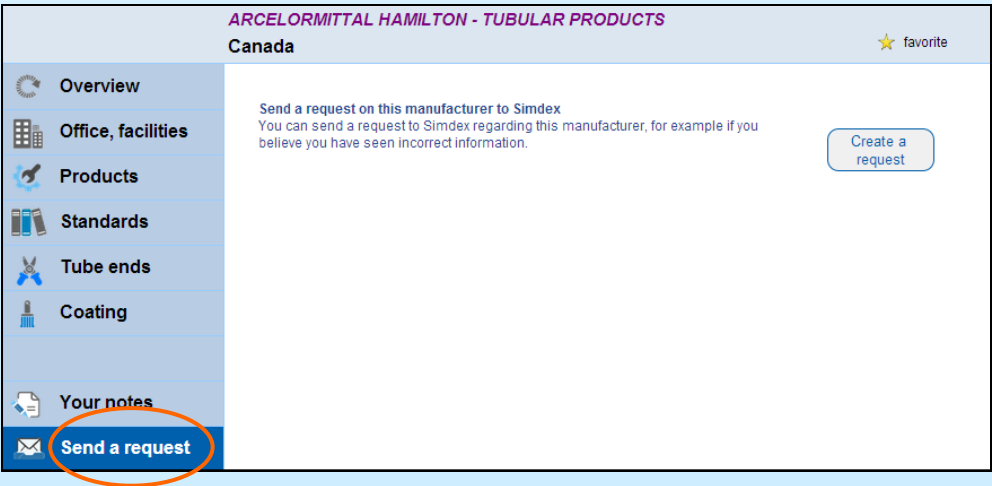 ARCELORMITTAL HAMILTON - TUBULAR PRODUCTS
Canada
favorite
Overview
Office, facilities
Products
Standards
Tube ends
Coating
Your notes
Send a request
Send a request on this manufacturer to Simdex
You can send a request to Simdex regarding this manufacturer, for example if you
believe you have seen incorrect information.
Create a
request